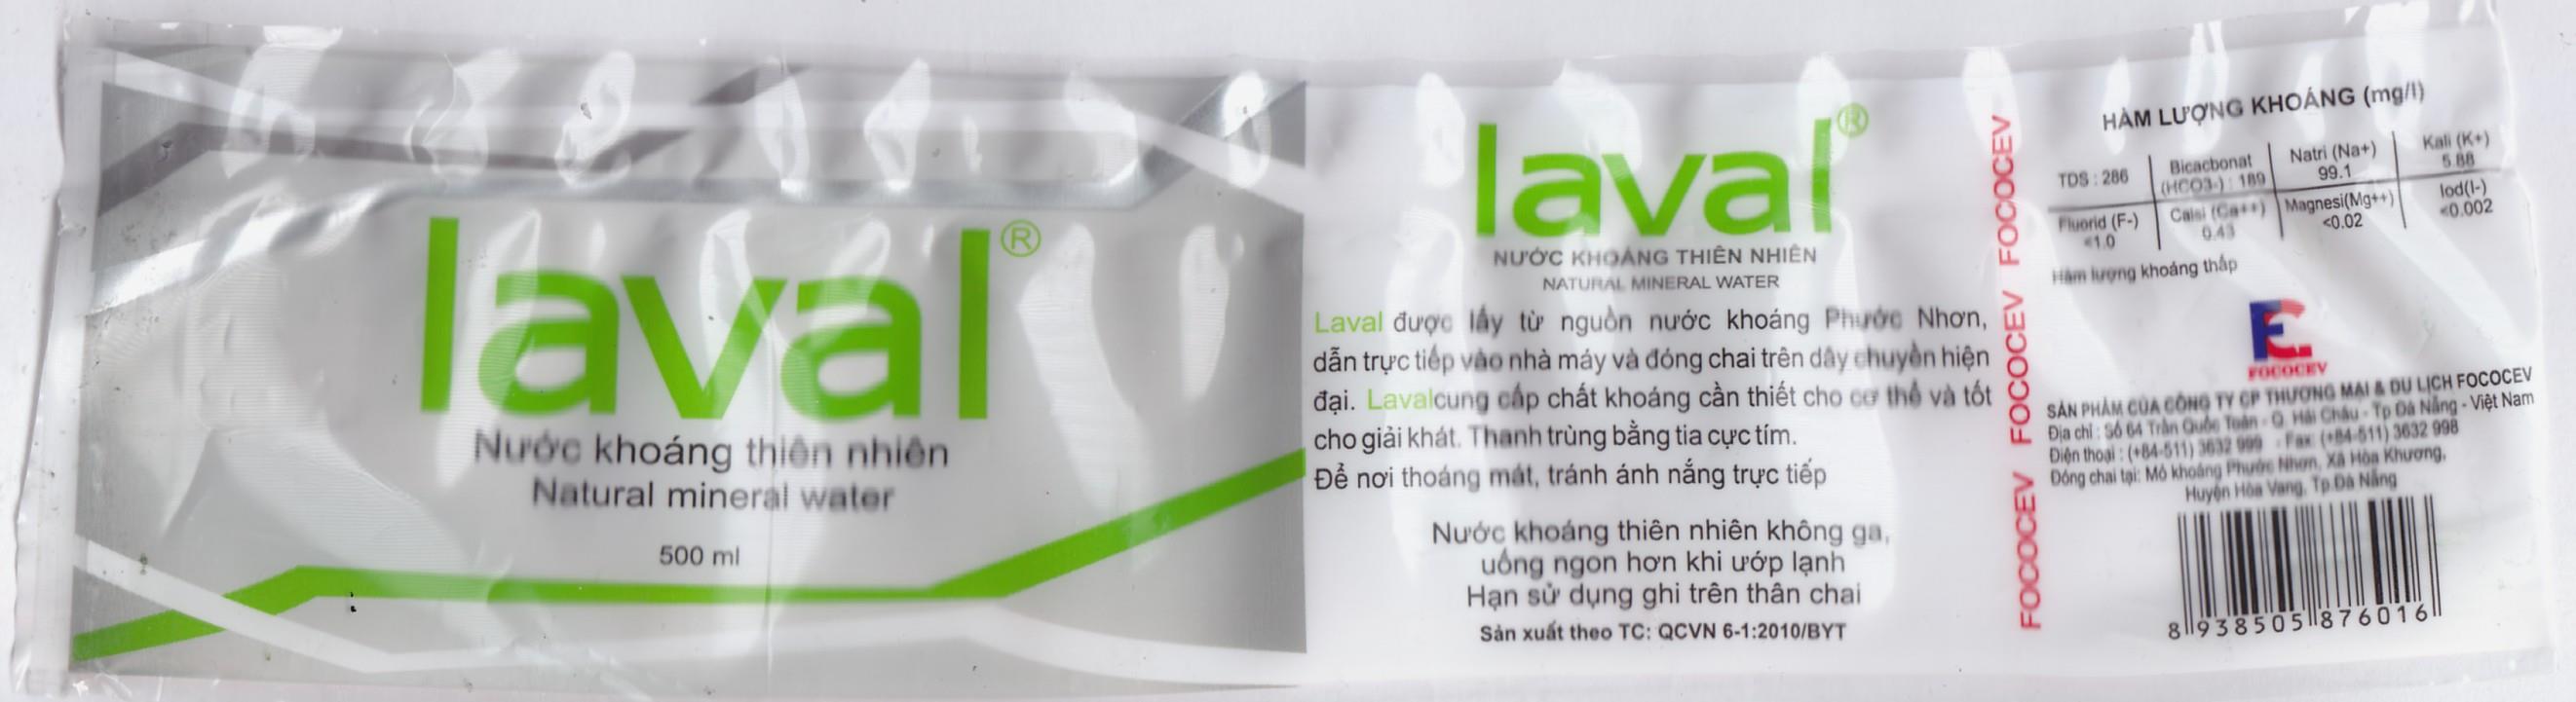 laval®
Nước khoáng thiên nhiên
Natural mineral water
500 ml
laval®
NƯỚC KHOÁNG THIÊN NHIÊN
NATURAL MINERAL WATER
Laval được lấy từ nguồn nước khoáng Phước Nhơn,
dẫn trực tiếp vào nhà máy và đóng chai trên dây chuyền hiện
đại. Lavalcung cấp chất khoáng cần thiết cho cơ thể và tốt
cho giải khát. Thanh trùng bằng tia cực tím.
Để nơi thoáng mát, tránh ánh nắng trực tiếp
Nước khoáng thiên nhiên không ga,
uống ngon hơn khi ướp lạnh
Hạn sử dụng ghi trên thân chai
Sản xuất theo TC: QCVN 6-1:2010/BYT
FOCOCEV FOCOCEV FOCOCEV
HÀM LƯỢNG KHOÁNG (mg/l)
TDS : 286
Bicacbonat
(HCO3-) : 189
Natri (Na+)
99.1
Kali (K+)
5.88
Fluorid (F-)
<1.0
Calsi (Ca++)
0.43
Magnesi(Mg++)
<0.02
Iod(I-)
<0.002
Hàm lượng khoáng thấp
FOCOCEV
SẢN PHẨM CỦA CÔNG TY CP THƯƠNG MẠI & DU LỊCH FOCOCEV
Địa chỉ : Số 64 Trần Quốc Toản - Q. Hải Châu - Tp Đà Nẵng - Việt Nam
Điện thoại : (+84-511) 3632 999 - Fax: (+84-511) 3632 998
Đóng chai tại: Mỏ khoáng Phước Nhơn, Xã Hòa Khương,
Huyện Hòa Vang, Tp.Đà Nẵng
8 938505 876016